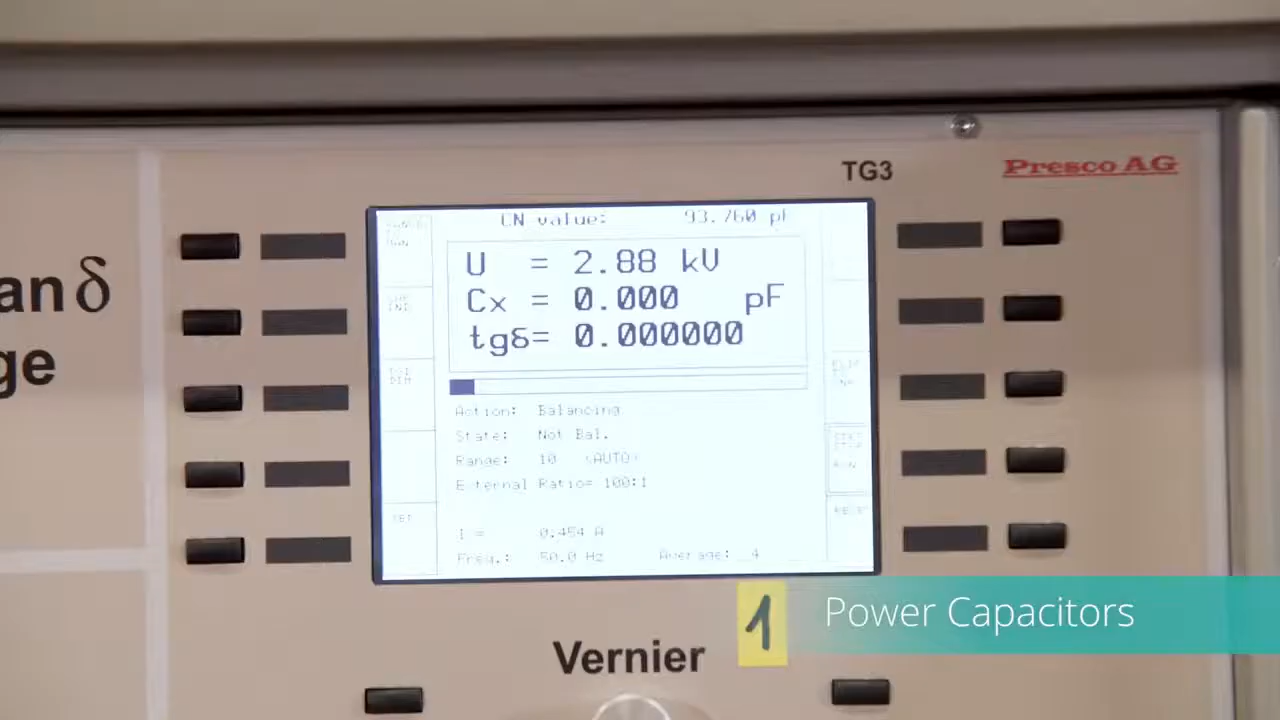 TG3
Presco AG
CN value: 93.760 pF
U = 2.88 kV
Cx = 0.000 pF
tgδ= 0.000000
Action: Balancing
State: Not Bal.
Range: 10 <AUTO>
External Ratio= 100:1
I = 0.454 A
Freq.: 50.0 Hz Average: 4
SET
anδ
ge
1
Power Capacitors
Vernier